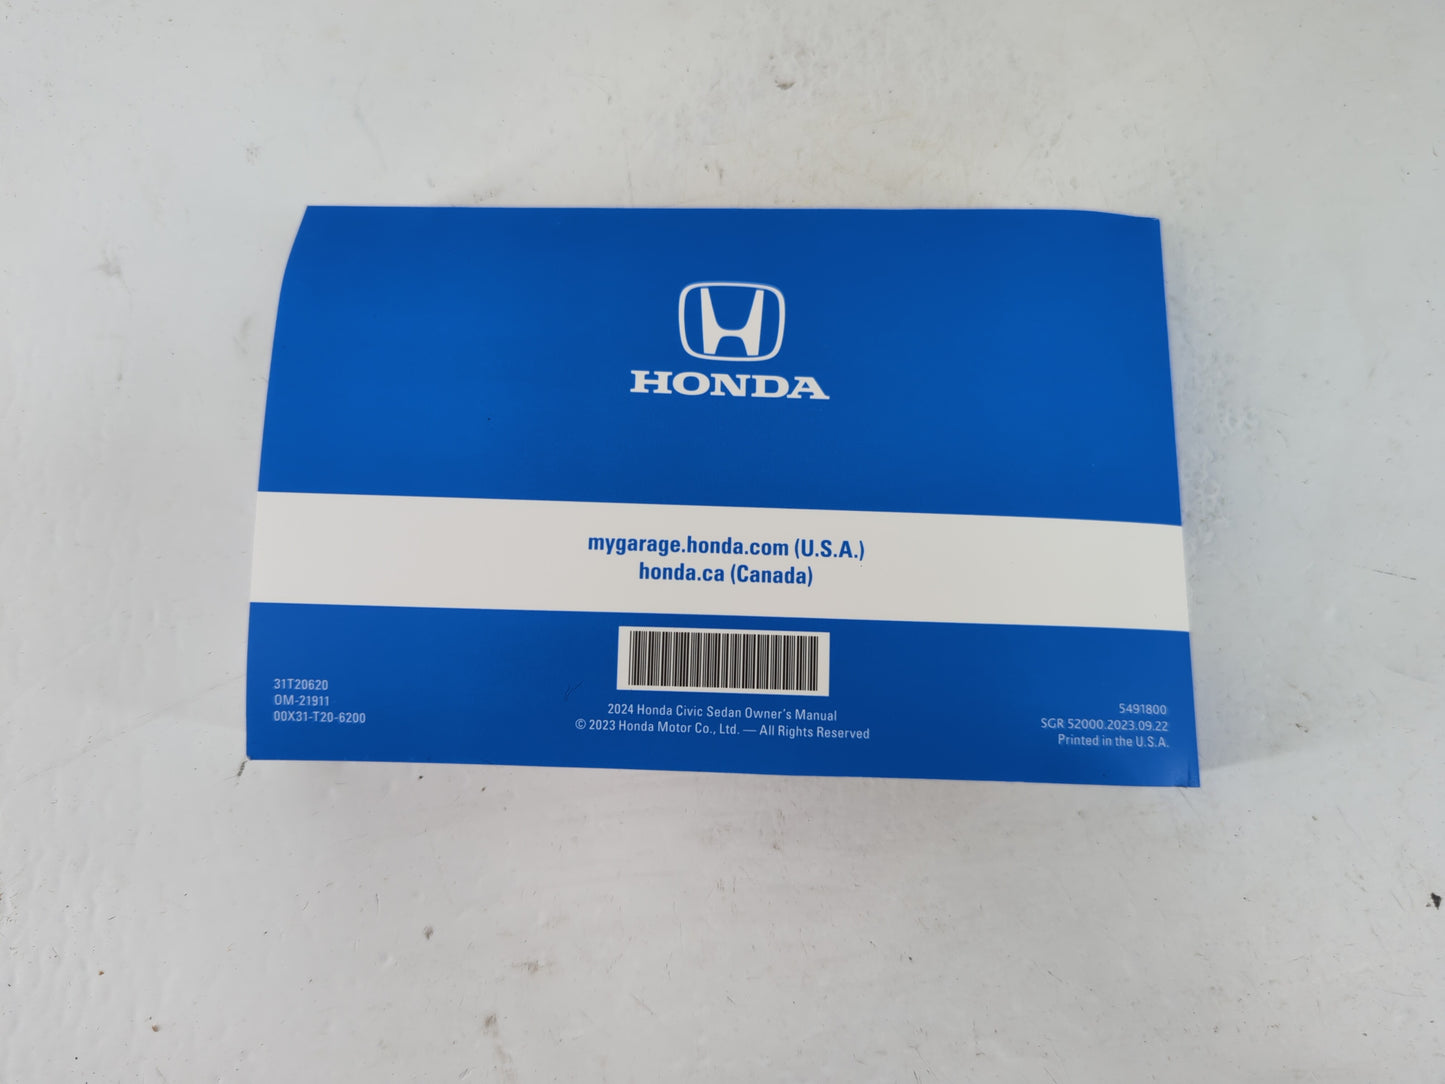 HONDA
mygarage.honda.com (U.S.A.)
honda.ca (Canada)
31T20620
OM-21911
00X31-T20-6200
2024 Honda Civic Sedan Owner's Manual
© 2023 Honda Motor Co., Ltd. — All Rights Reserved
5491800
SGR 52000.2023.09.22
Printed in the U.S.A.